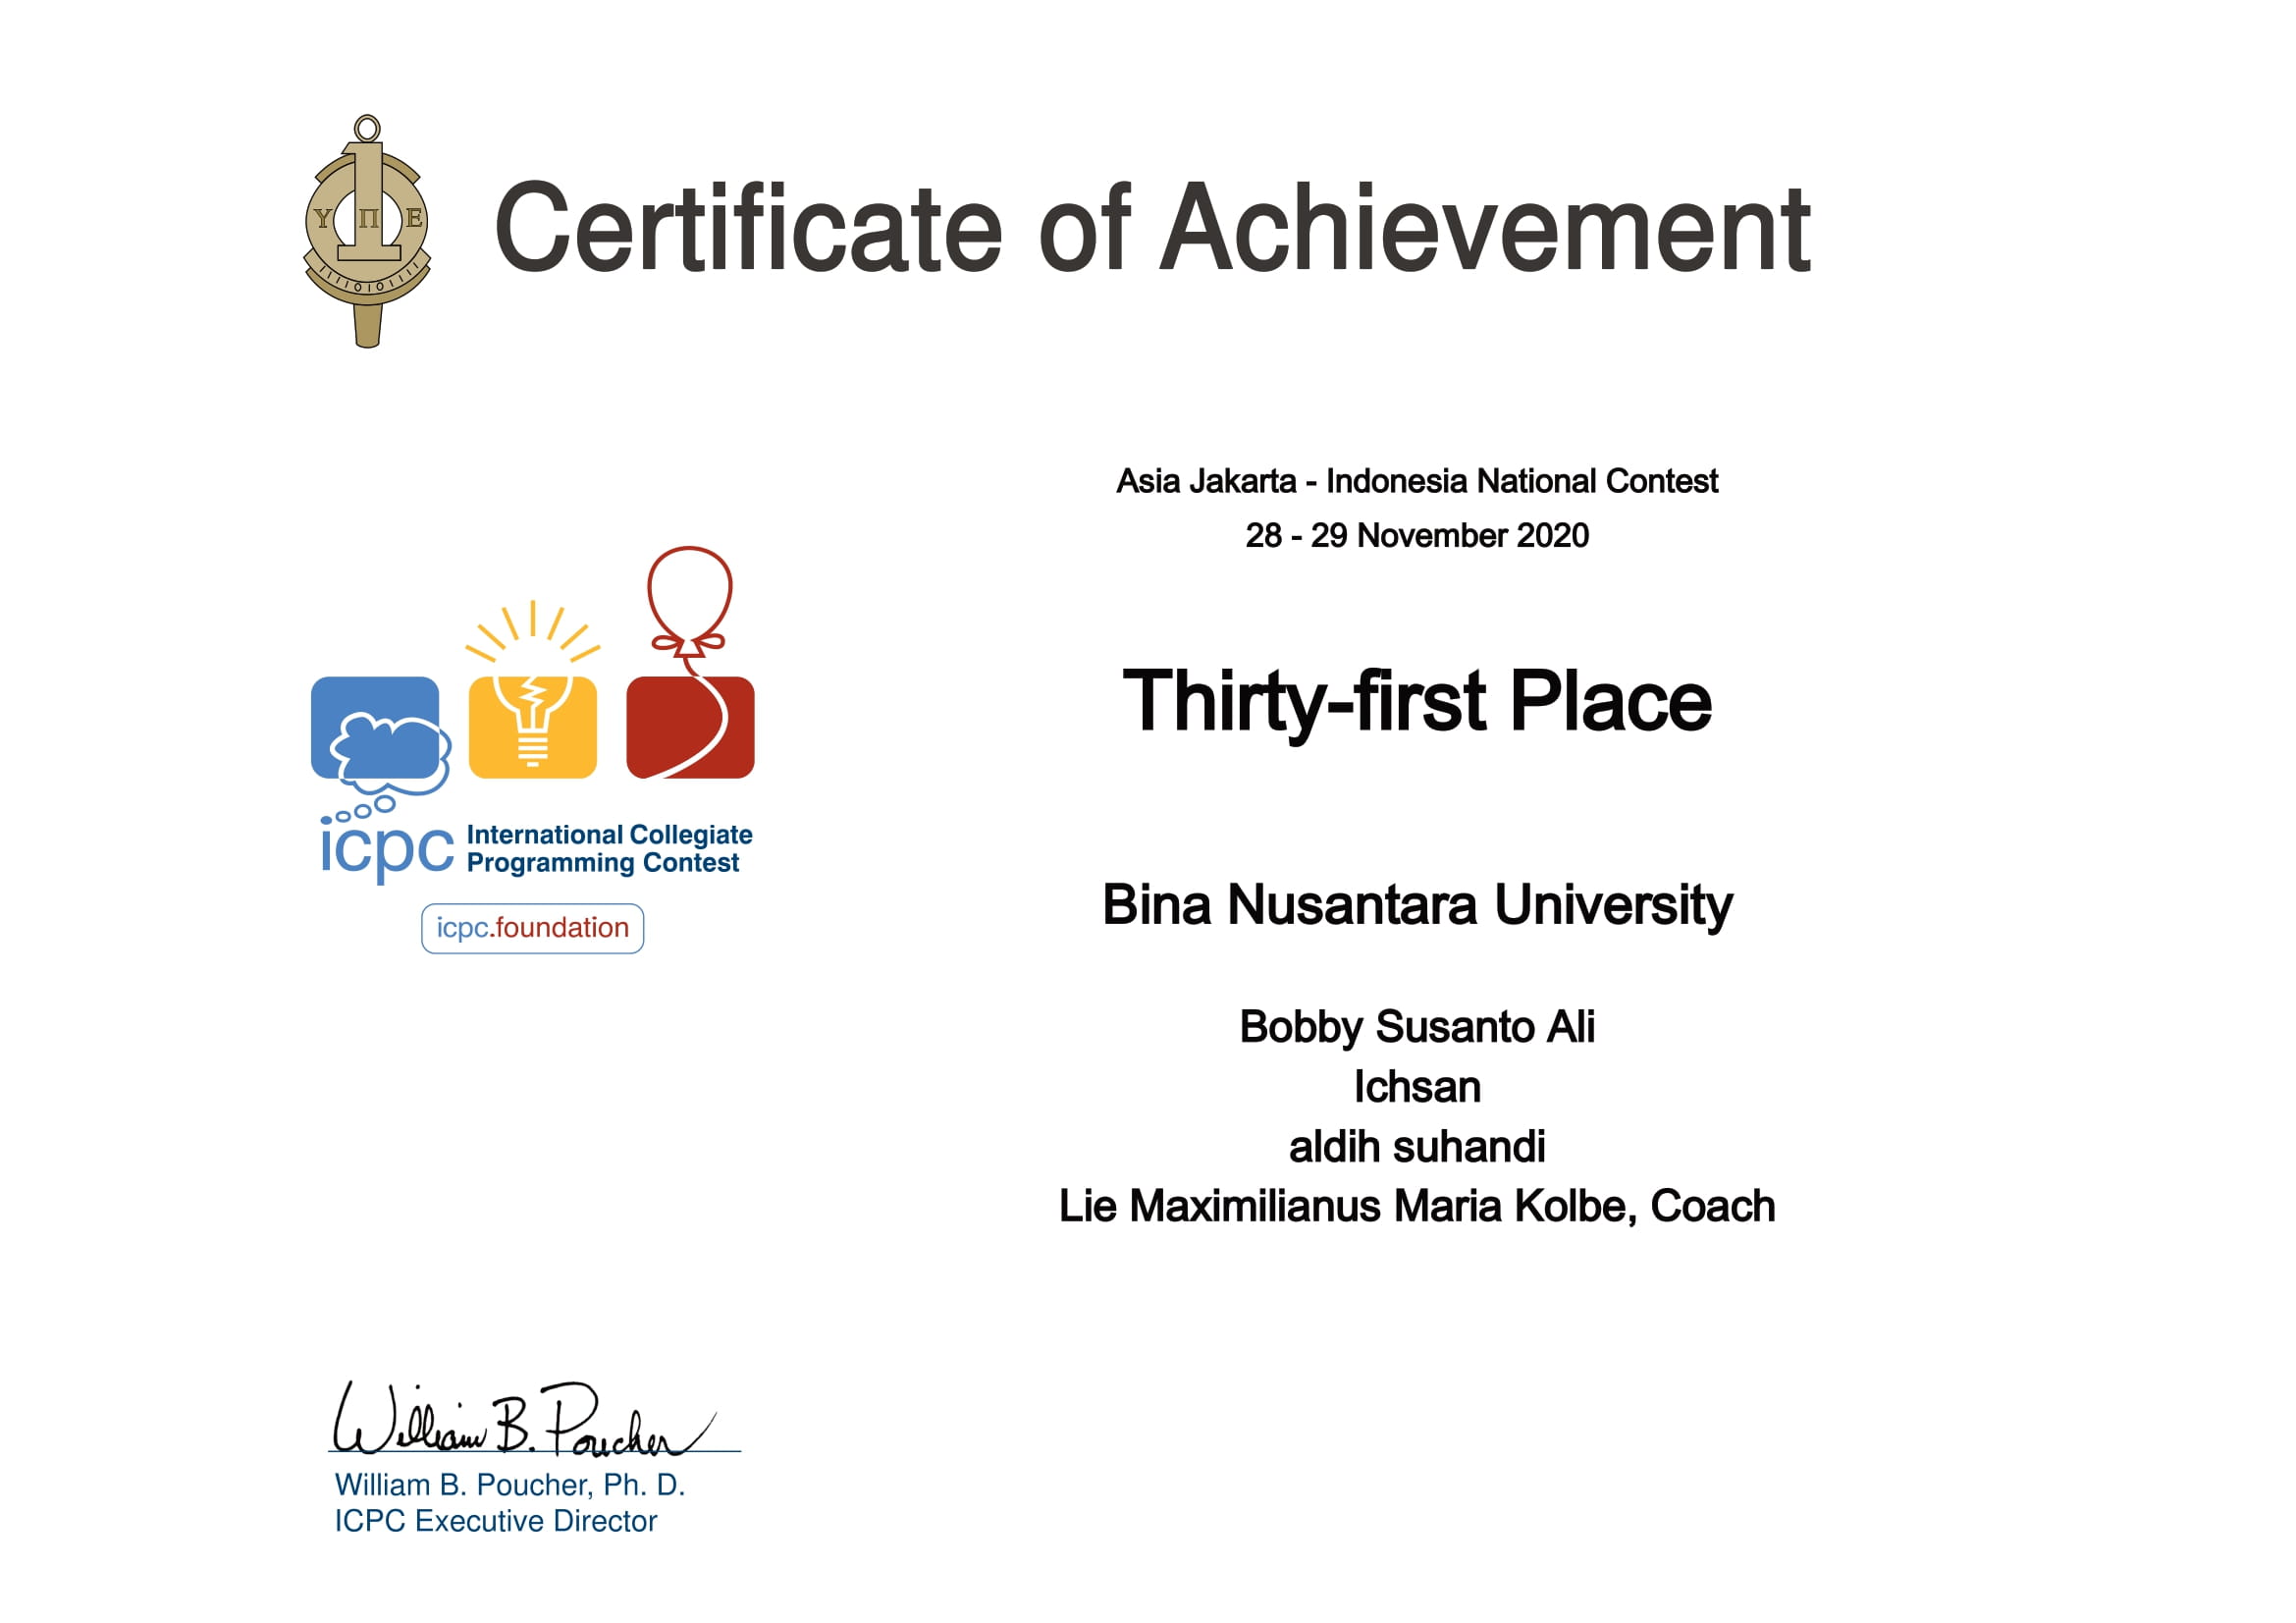 Certificate of Achievement
Υ Π Ε
Asia Jakarta - Indonesia National Contest
28 - 29 November 2020
Thirty-first Place
icpc International Collegiate
Programming Contest
icpc.foundation
Bina Nusantara University
Bobby Susanto Ali
Ichsan
aldih suhandi
Lie Maximilianus Maria Kolbe, Coach
William B. Poucher
William B. Poucher, Ph. D.
ICPC Executive Director